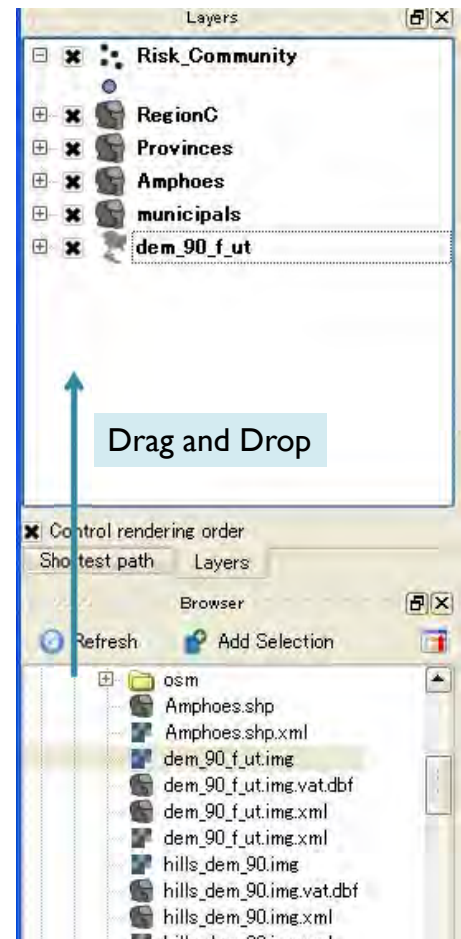 Layers
Risk_Community
RegionC
Provinces
Amphoes
municipals
dem_90_f_ut
Drag and Drop
Control rendering order
Shortest path Layers
Browser
Refresh Add Selection
osm
Amphoes.shp
Amphoes.shp.xml
dem_90_f_ut.img
dem_90_f_ut.img.vat.dbf
dem_90_f_ut.img.xml
dem_90_f_ut.img.xml
hills_dem_90.img
hills_dem_90.img.vat.dbf
hills_dem_90.img.xml